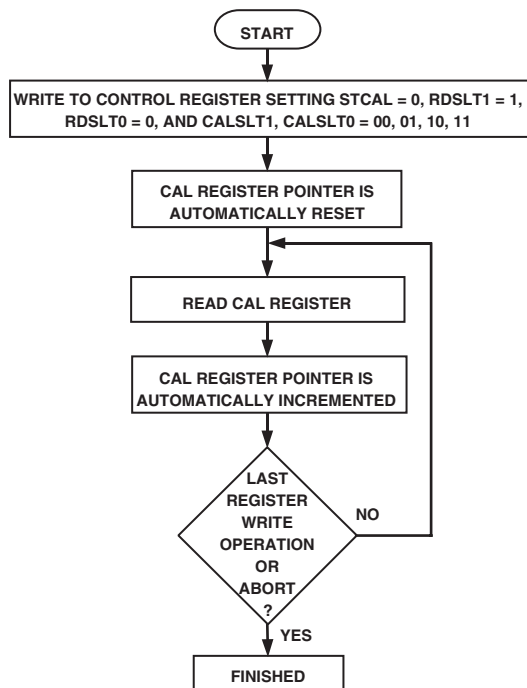 START
WRITE TO CONTROL REGISTER SETTING STCAL = 0, RDSLT1 = 1,
RDSLT0 = 0, AND CALSLT1, CALSLT0 = 00, 01, 10, 11
CAL REGISTER POINTER IS
AUTOMATICALLY RESET
READ CAL REGISTER
CAL REGISTER POINTER IS
AUTOMATICALLY INCREMENTED
LAST
REGISTER
WRITE
OPERATION
OR
ABORT
?
NO
YES
FINISHED